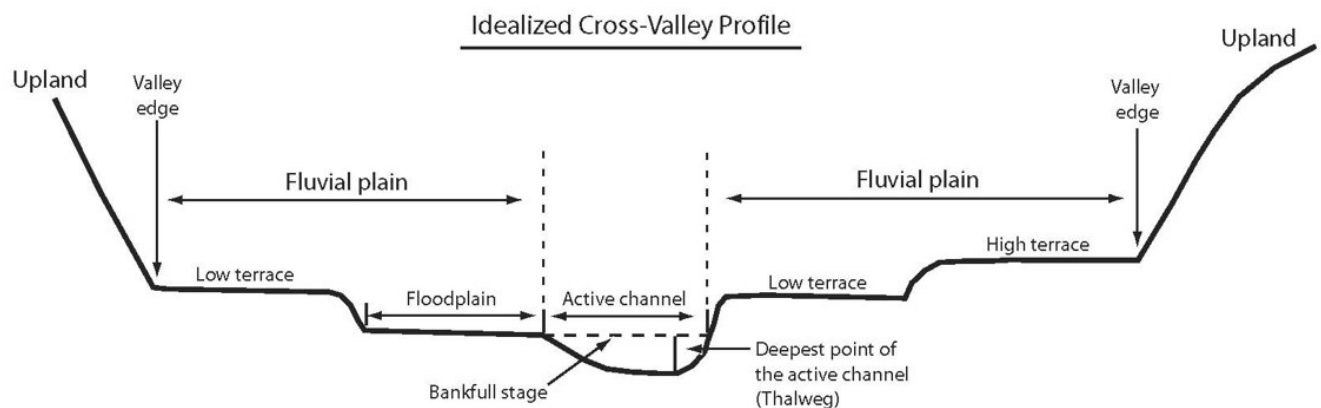 Idealized Cross-Valley Profile
Upland
Upland
Valley
edge
Valley
edge
Fluvial plain
Fluvial plain
High terrace
Low terrace
Low terrace
Floodplain
Active channel
Bankfull stage
Deepest point of
the active channel
(Thalweg)